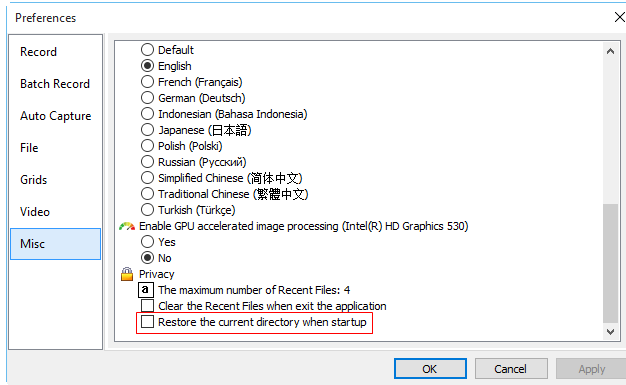 Preferences
Record
Batch Record
Auto Capture
File
Grids
Video
Misc
Default
English
French (Français)
German (Deutsch)
Indonesian (Bahasa Indonesia)
Japanese (日本語)
Polish (Polski)
Russian (Русский)
Simplified Chinese (简体中文)
Traditional Chinese (繁體中文)
Turkish (Türkçe)
Enable GPU accelerated image processing (Intel(R) HD Graphics 530)
Yes
No
Privacy
a The maximum number of Recent Files: 4
Clear the Recent Files when exit the application
Restore the current directory when startup
OK Cancel Apply